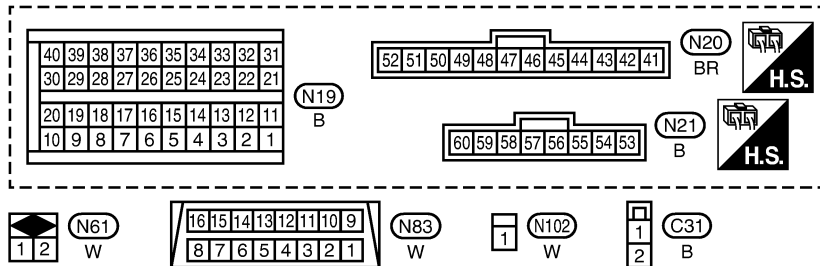 40 39 38 37 36 35 34 33 32 31
30 29 28 27 26 25 24 23 22 21
20 19 18 17 16 15 14 13 12 11
10 9 8 7 6 5 4 3 2 1
N19
B
52 51 50 49 48 47 46 45 44 43 42 41
N20
BR
H.S.
60 59 58 57 56 55 54 53
N21
B
H.S.
1 2
N61
W
16 15 14 13 12 11 10 9
8 7 6 5 4 3 2 1
N83
W
1
N102
W
1
2
C31
B